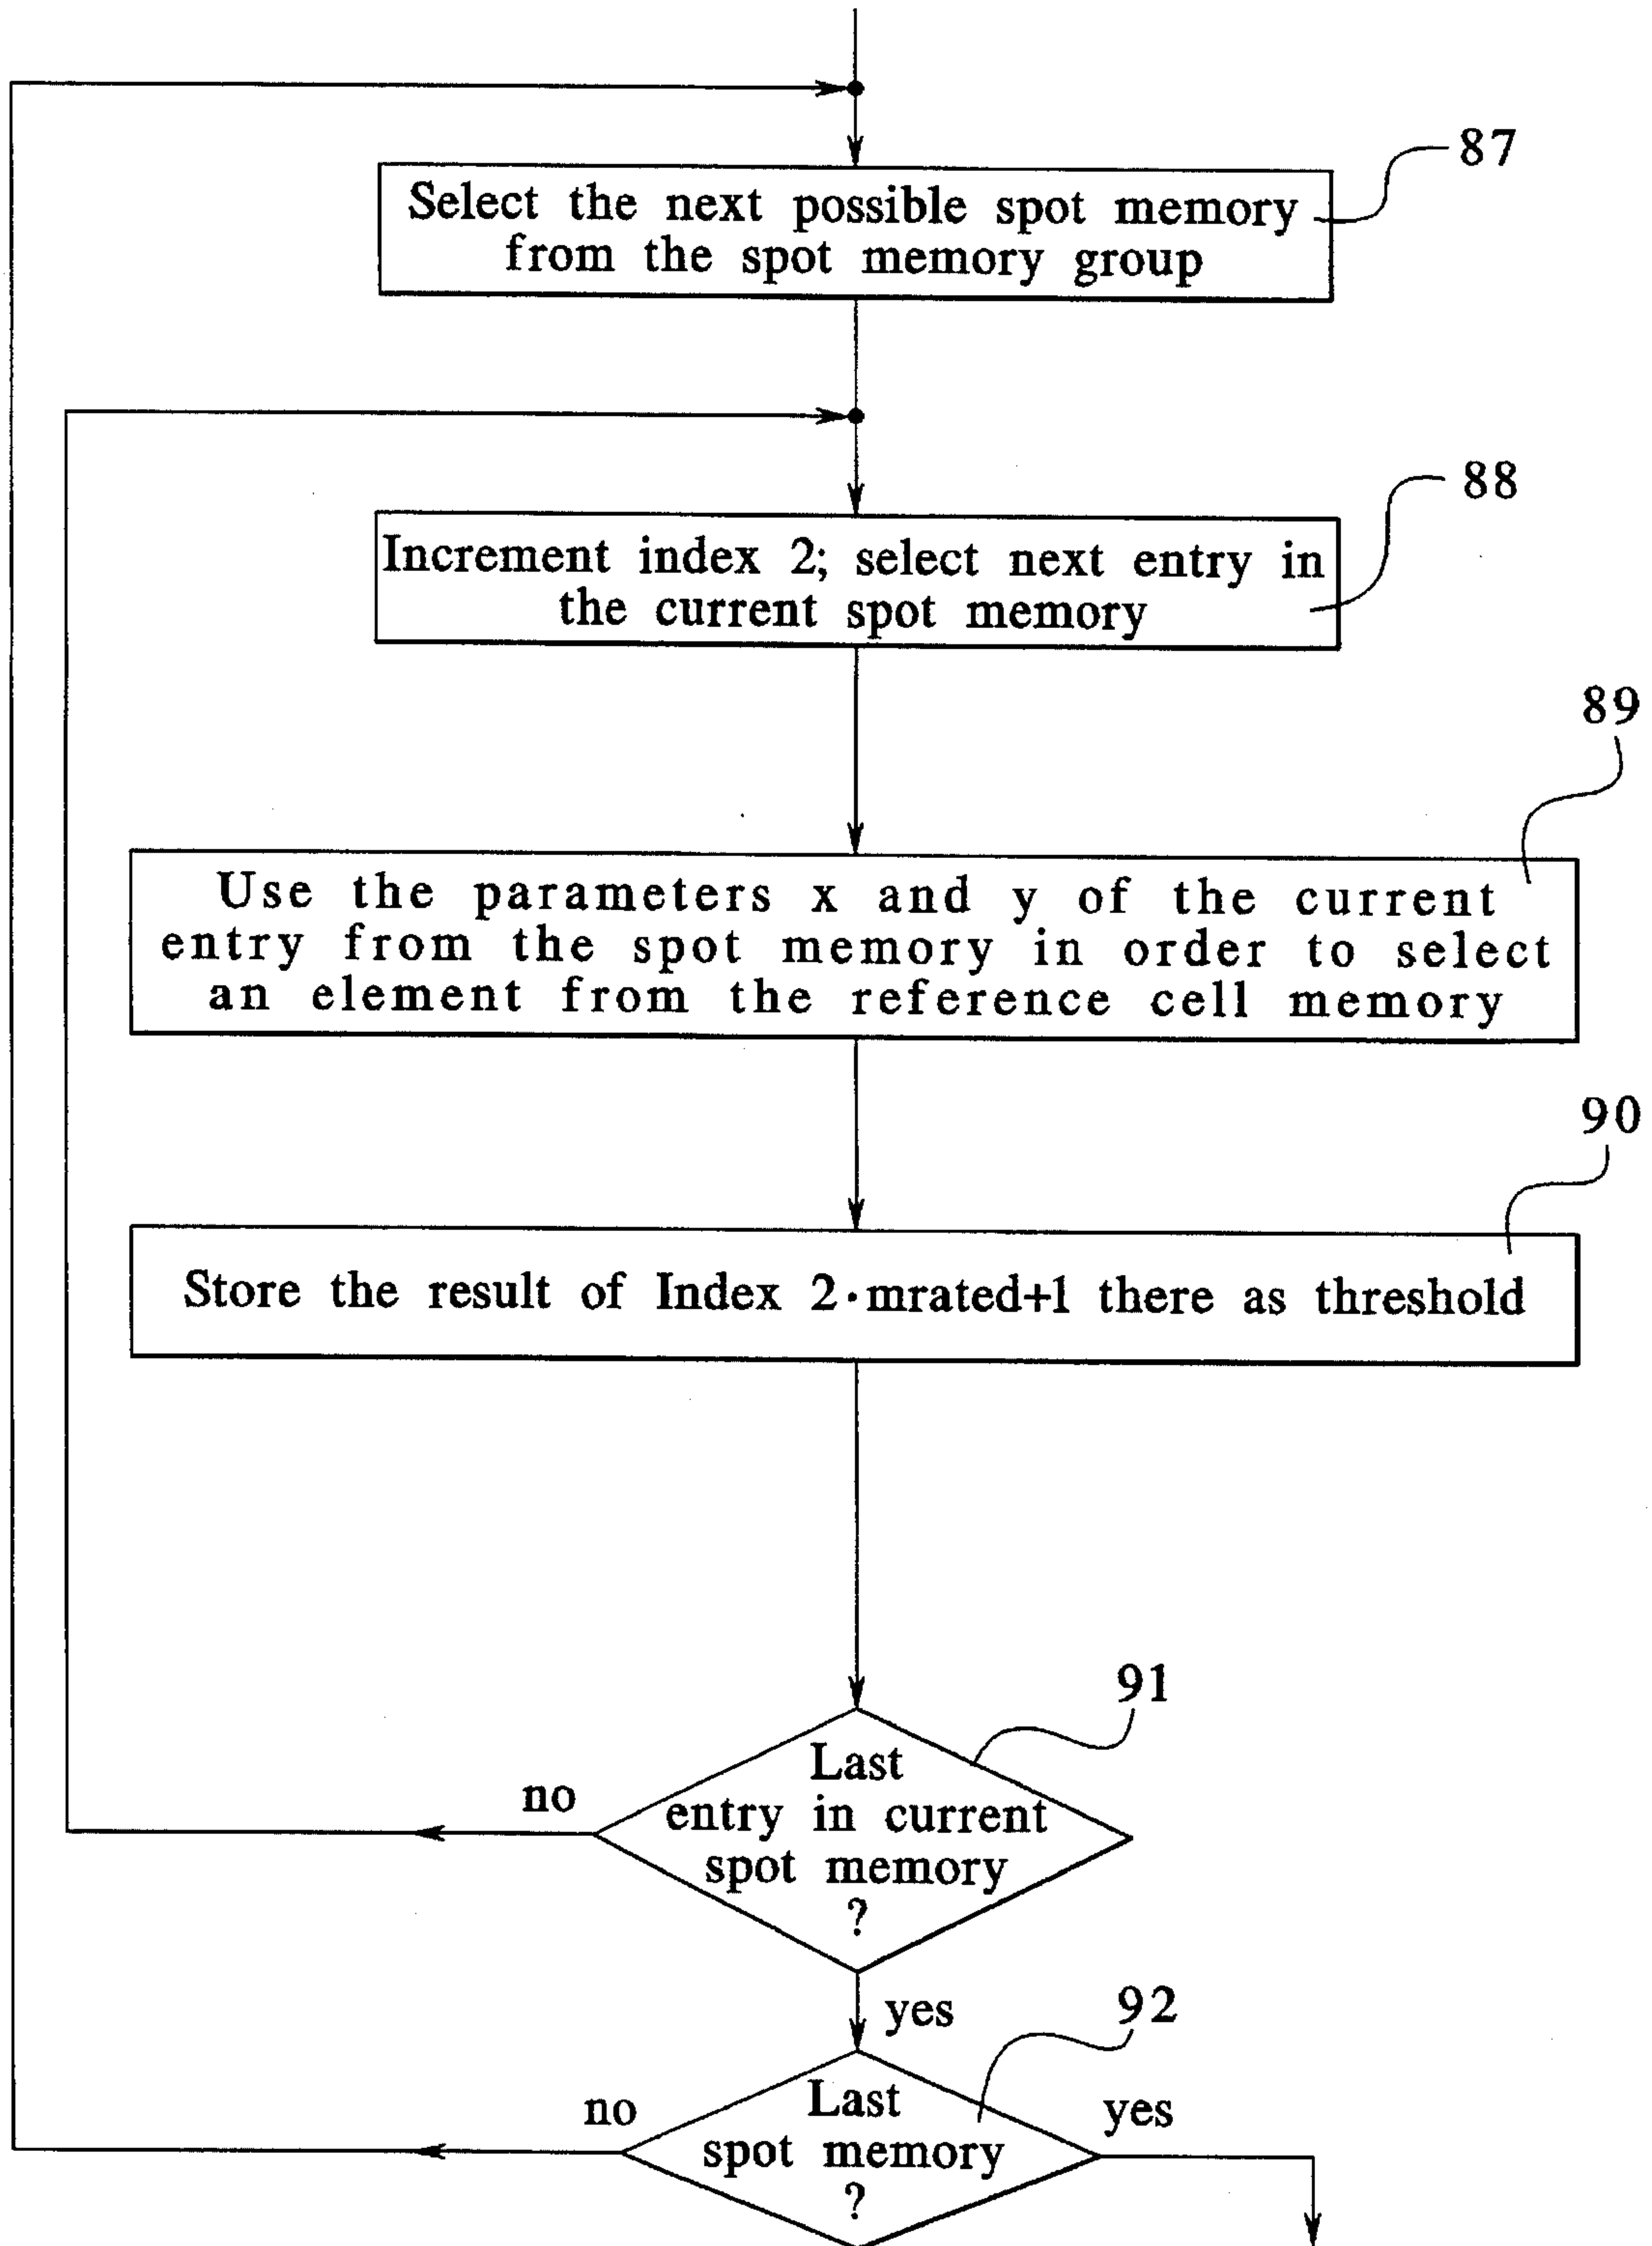 87
Select the next possible spot memory
from the spot memory group
88
Increment index 2; select next entry in
the current spot memory
89
Use the parameters x and y of the current
entry from the spot memory in order to select
an element from the reference cell memory
90
Store the result of Index 2·mrated+1 there as threshold
91
Last
entry in current
spot memory
?
no
yes
92
Last
spot memory
?
no
yes